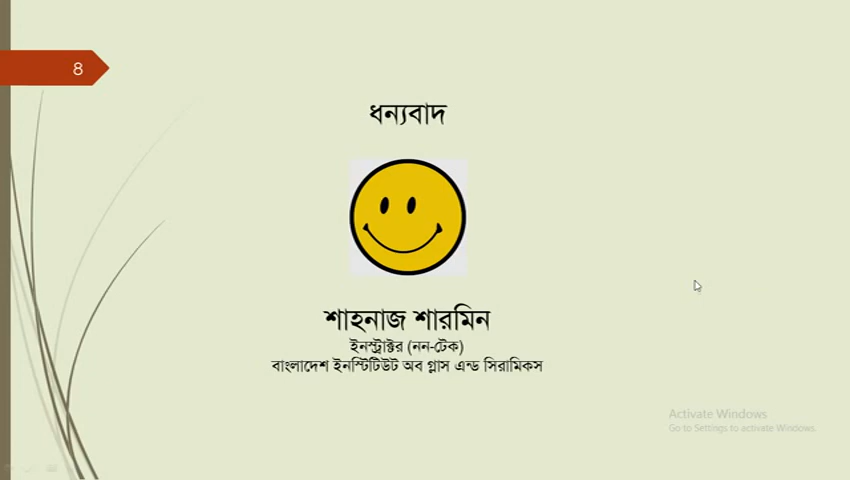 8
ধন্যবাদ
শাহনাজ শারমিন
ইনস্ট্রাক্টর (নন-টেক)
বাংলাদেশ ইনস্টিটিউট অব গ্লাস এন্ড সিরামিকস
Activate Windows
Go to Settings to activate Windows.